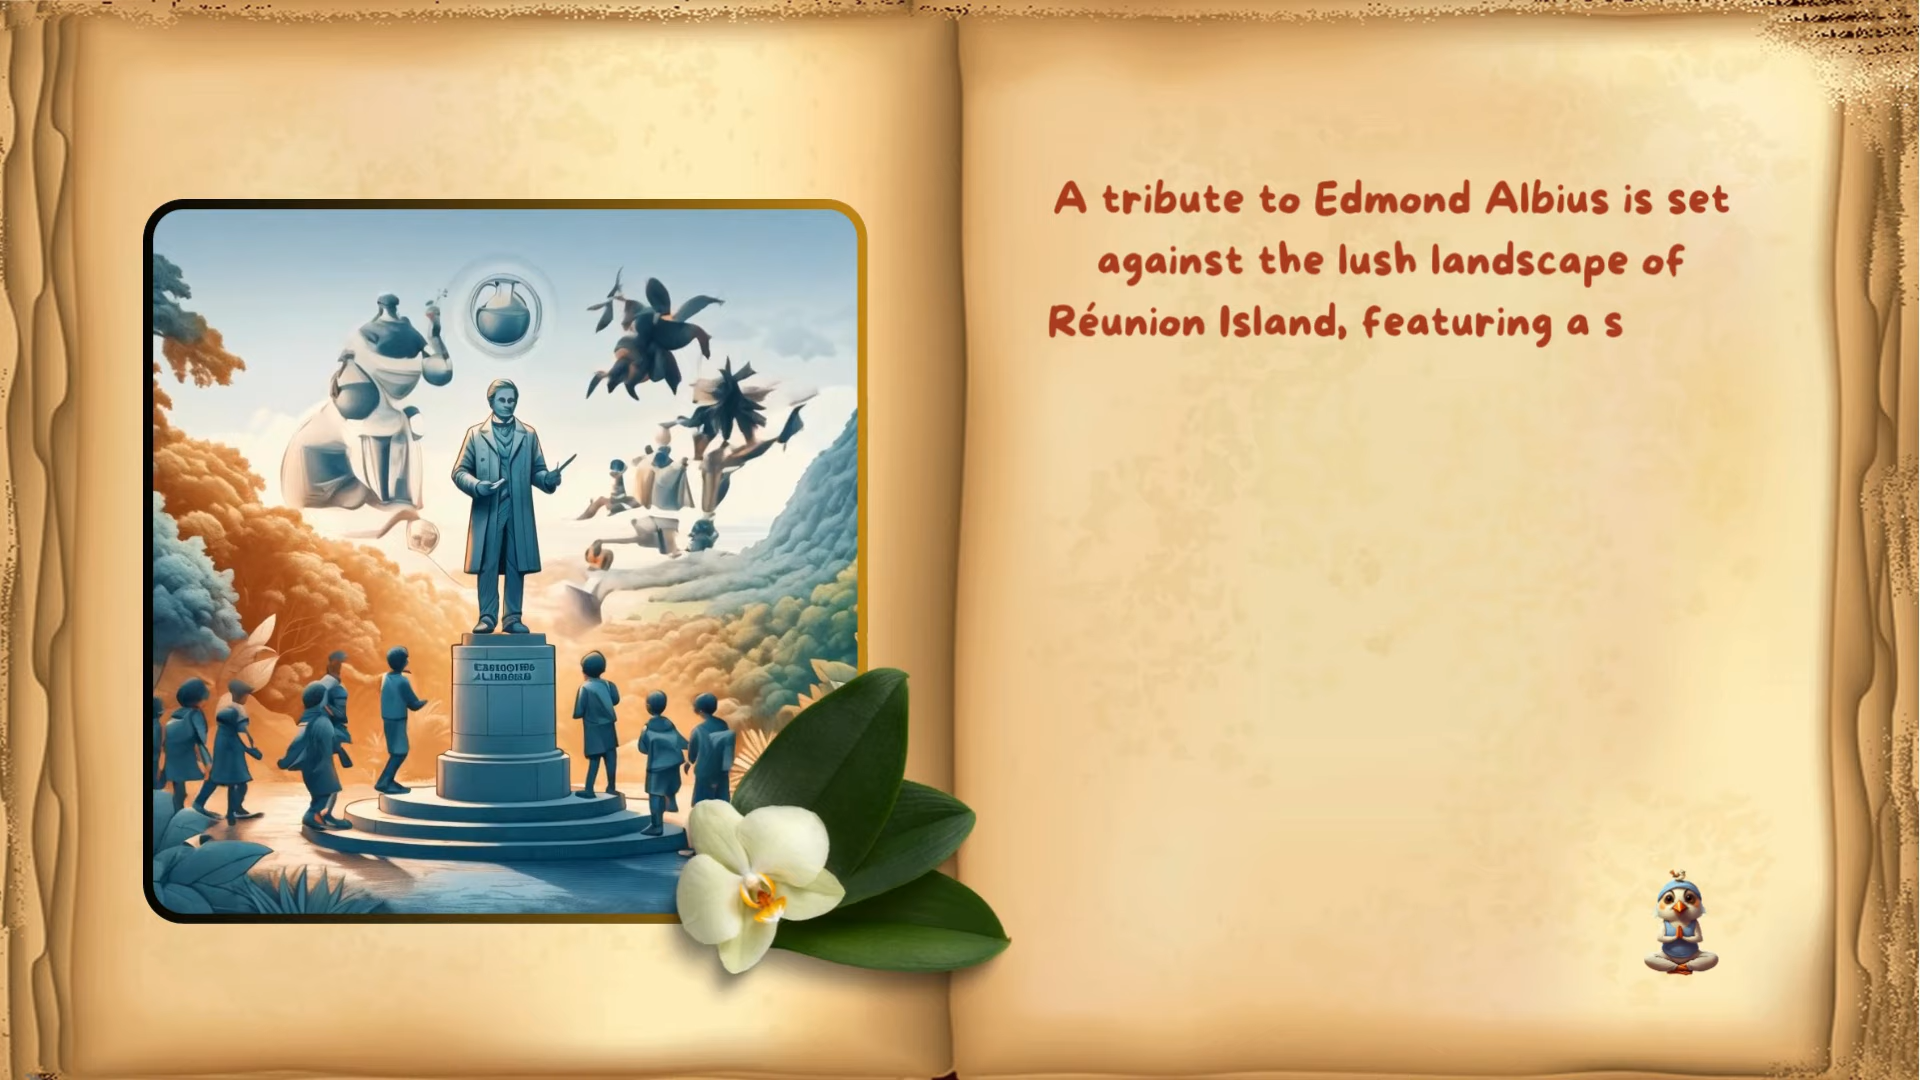 A tribute to Edmond Albius is set
against the lush landscape of
Réunion Island, featuring a s